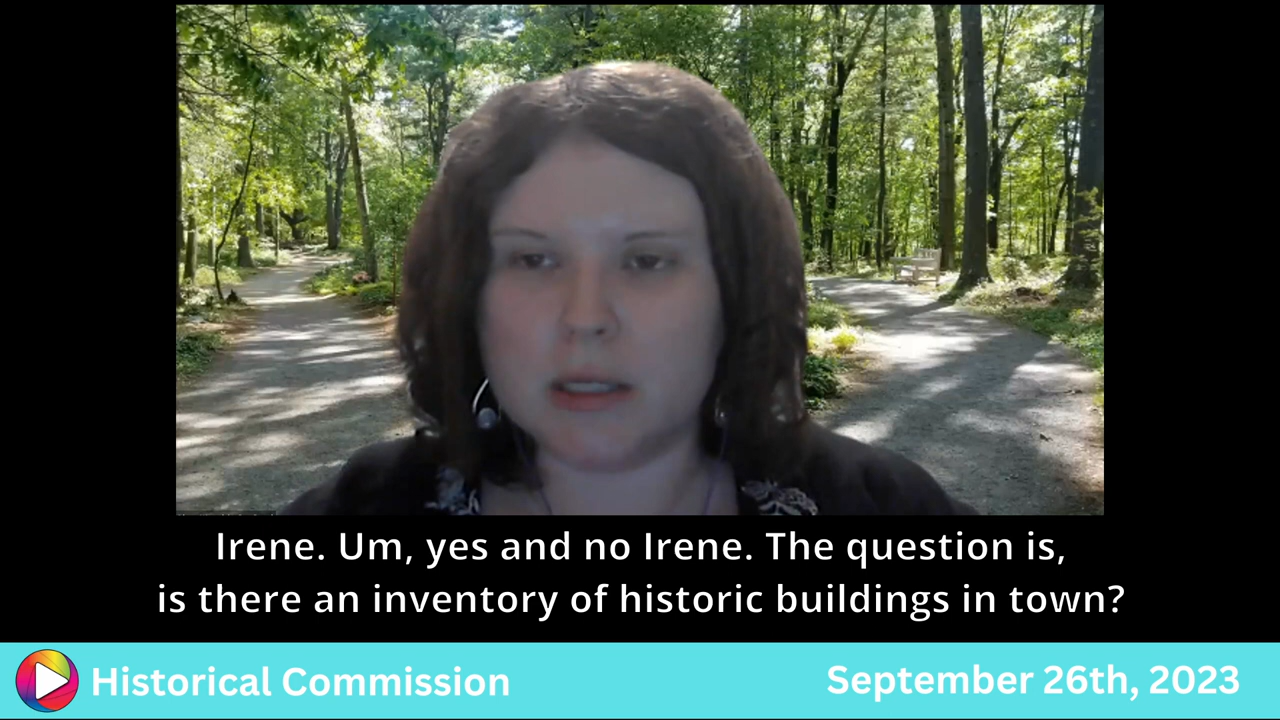 Irene. Um, yes and no Irene. The question is,
is there an inventory of historic buildings in town?
Historical Commission
September 26th, 2023